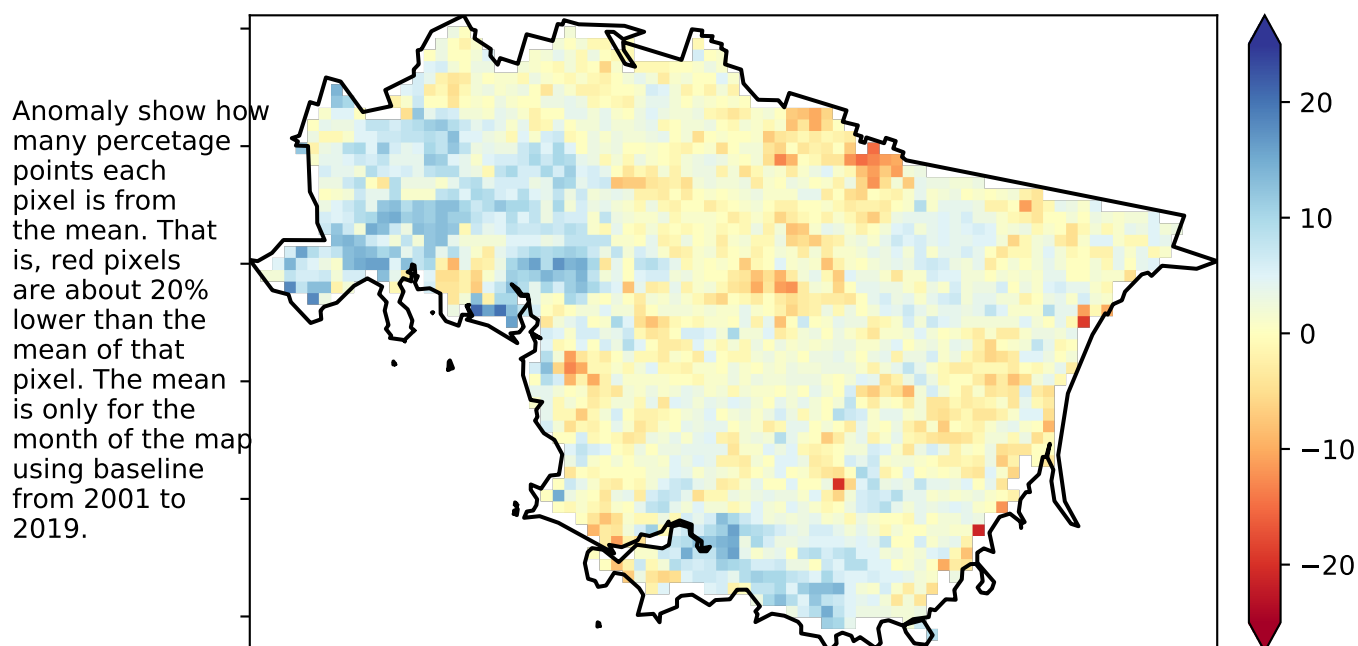 Anomaly show how
many percetage
points each
pixel is from
the mean. That
is, red pixels
are about 20%
lower than the
mean of that
pixel. The mean
is only for the
month of the map
using baseline
from 2001 to
2019.
20
10
0
−10
−20